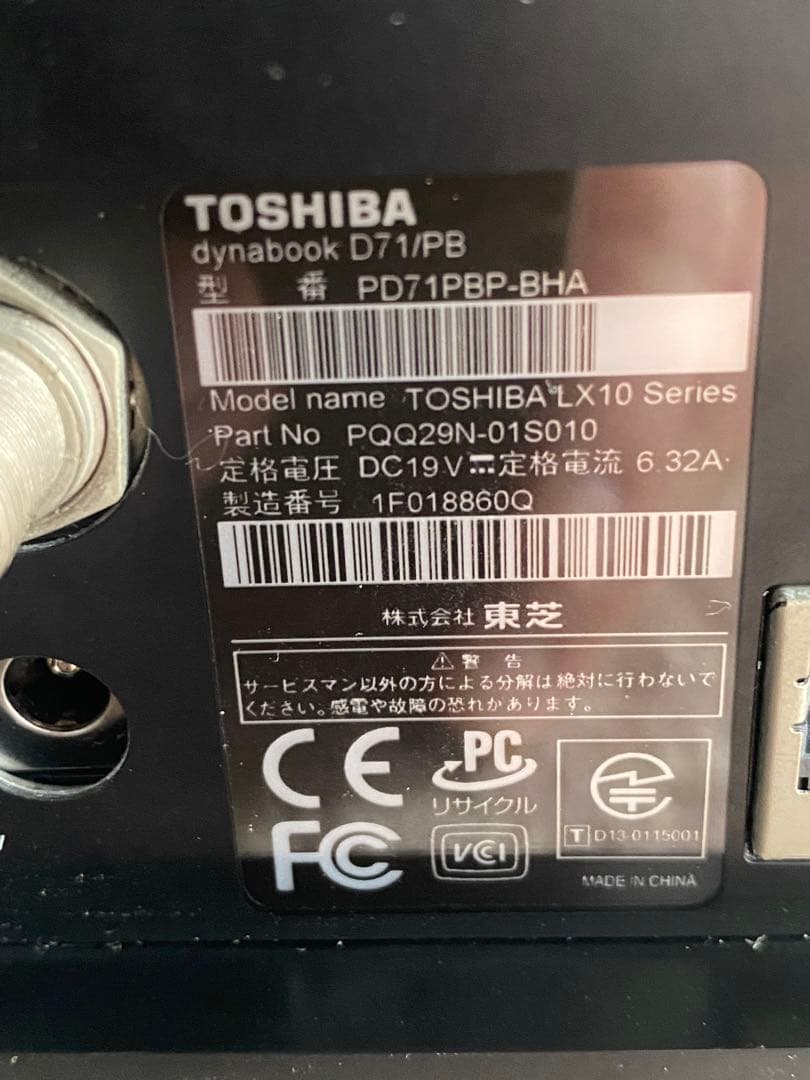 TOSHIBA
dynabook D71/PB
型 番 PD71PBP-BHA
Model name TOSHIBA LX10 Series
Part No PQQ29N-01S010
定格電圧 DC19V⎓定格電流 6.32A
製造番号 1F018860Q
株式会社 東芝
⚠警 告
サービスマン以外の方による分解は絶対に行わないで
ください。感電や故障の恐れがあります。
CE
PC
リサイクル
FC
VCI
T D13-0115001
MADE IN CHINA